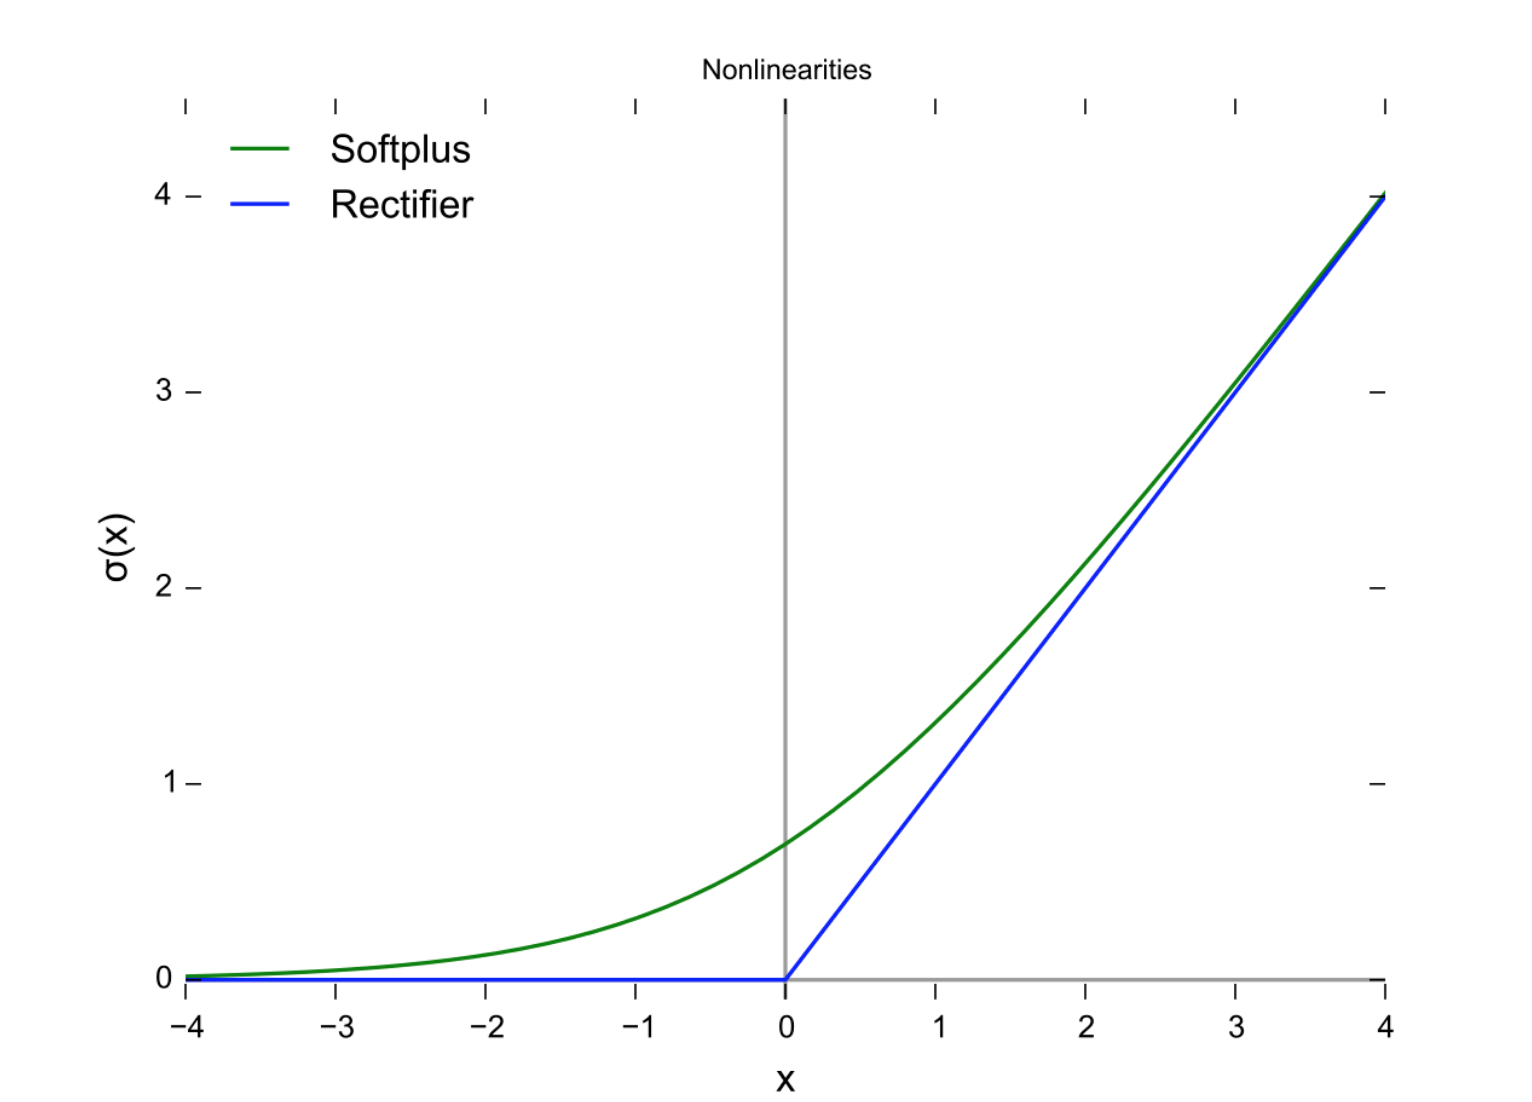 Nonlinearities
Softplus
Rectifier
4
3
2
1
0
σ(x)
−4 −3 −2 −1 0 1 2 3 4
x